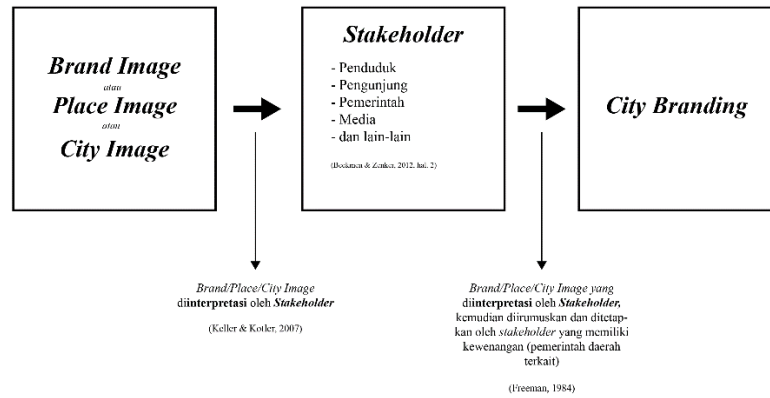 Brand Image
atau
Place Image
atau
City Image
Stakeholder
- Penduduk
- Pengunjung
- Pemerintah
- Media
- dan lain-lain
(Beckmen & Zenker, 2012, hal. 2)
City Branding
Brand/Place/City Image
diinterpretasi oleh Stakeholder
(Keller & Kotler, 2007)
Brand/Place/City Image yang
diinterpretasi oleh Stakeholder,
kemudian diirumuskan dan ditetap-
kan oleh stakeholder yang memiliki
kewenangan (pemerintah daerah
terkait)
(Freeman, 1984)